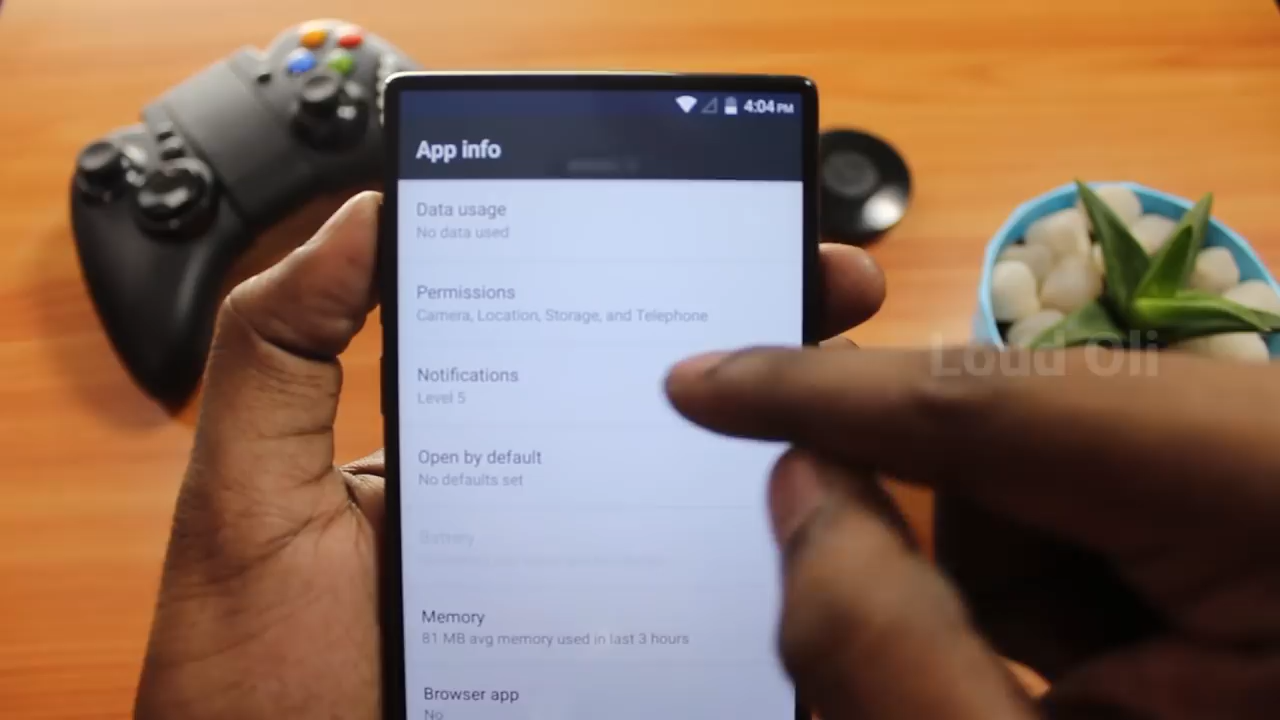 4:04 PM
App info
Data usage
No data used
Permissions
Camera, Location, Storage, and Telephone
Notifications
Level 5
Loud Oli
Open by default
No defaults set
Battery
Memory
81 MB avg memory used in last 3 hours
Browser app
No